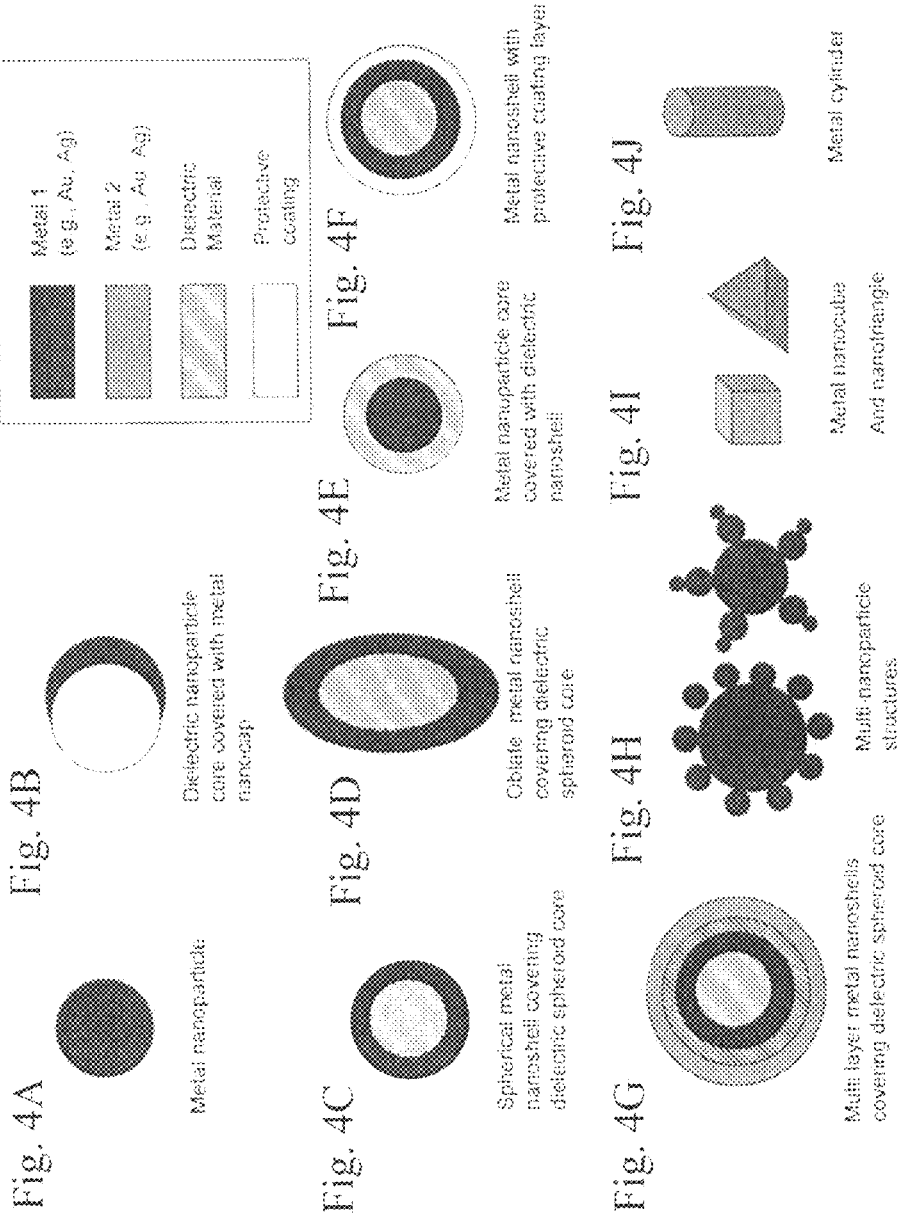 Fig. 4A
Metal nanoparticle
Fig. 4B
Dielectric nanoparticle
core covered with metal
nanocap
Metal 1
(e.g., Au, Ag)
Metal 2
(e.g., Au, Ag)
Dielectric
Material
Protective
coating
Fig. 4C
Spherical metal
nanoshell covering
dielectric spheroid core
Fig. 4D
Oblate metal nanoshell
covering dielectric
spheroid core
Fig. 4E
Metal nanoparticle core
covered with dielectric
nanoshell
Fig. 4F
Metal nanoshell with
protective coating layer
Fig. 4G
Multi layer metal nanoshells
covering dielectric spheroid core
Fig. 4H
Multi-nanoparticle
structures
Fig. 4I
Metal nanocube
And nanotriangle
Fig. 4J
Metal cylinder